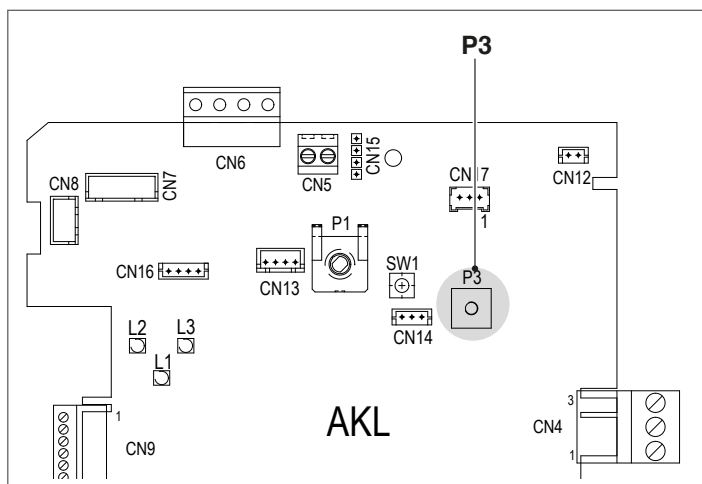 P3
CN6
CN5
CN15
CN17
1
CN12
CN8
CN7
P1
CN16
CN13
SW1
P3
CN14
L2
L3
L1
1
CN9
AKL
3
CN4
1